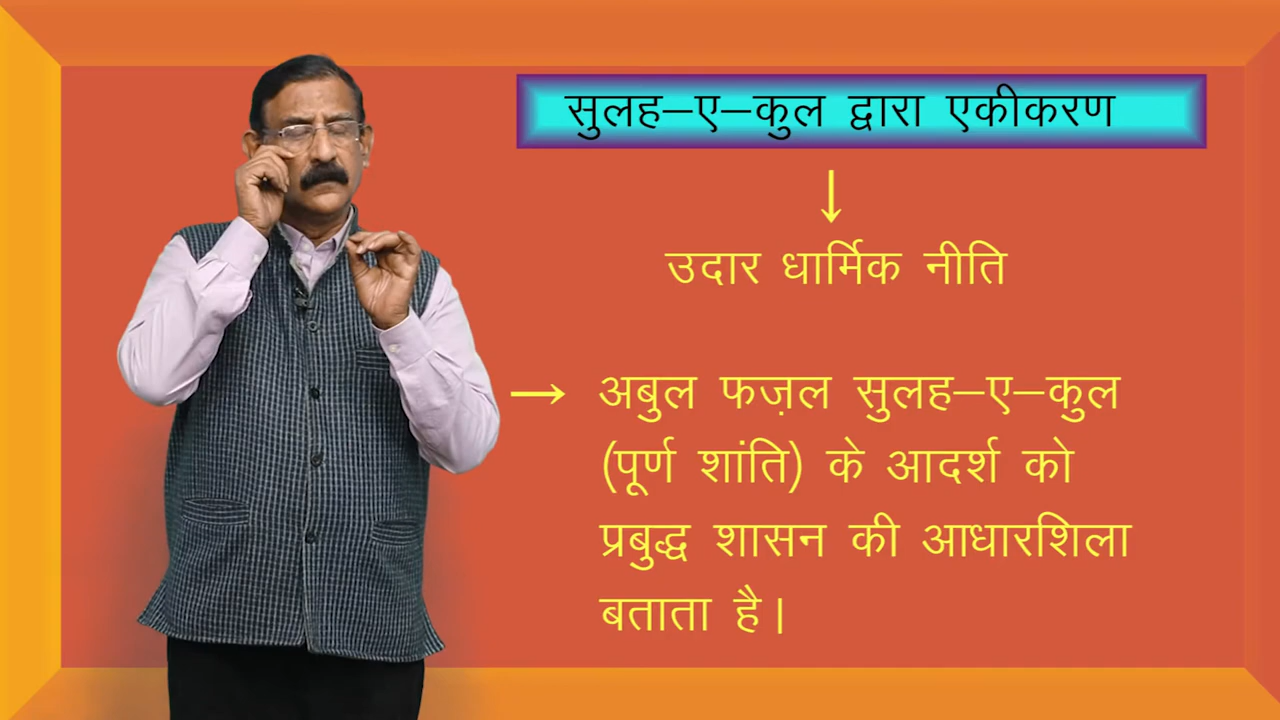 सुलह–ए–कुल द्वारा एकीकरण
↓
उदार धार्मिक नीति
→ अबुल फज़ल सुलह–ए–कुल
(पूर्ण शांति) के आदर्श को
प्रबुद्ध शासन की आधारशिला
बताता है।